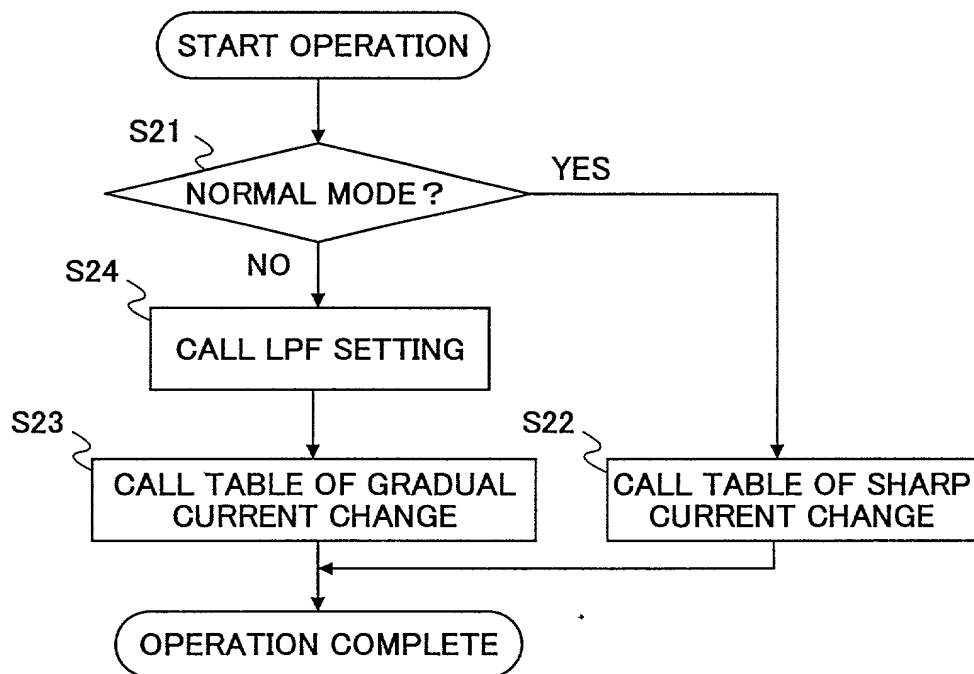 START OPERATION
S21
NORMAL MODE?
YES
NO
S24
CALL LPF SETTING
S23
CALL TABLE OF GRADUAL
CURRENT CHANGE
S22
CALL TABLE OF SHARP
CURRENT CHANGE
OPERATION COMPLETE